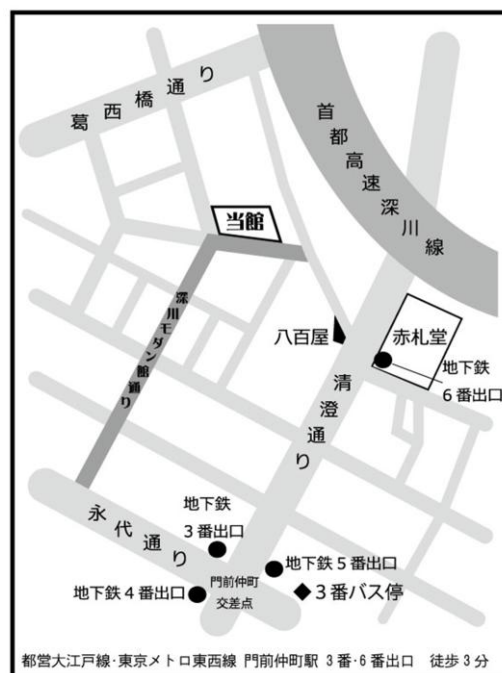 葛西橋通り
首都高速深川線
当館
深川モダン館通り
八百屋
赤札堂
地下鉄
6番出口
清澄通り
永代通り
地下鉄
3番出口
地下鉄5番出口
門前仲町
交差点
地下鉄4番出口
◆3番バス停
都営大江戸線･東京メトロ東西線 門前仲町駅 3番･6番出口 徒歩3分